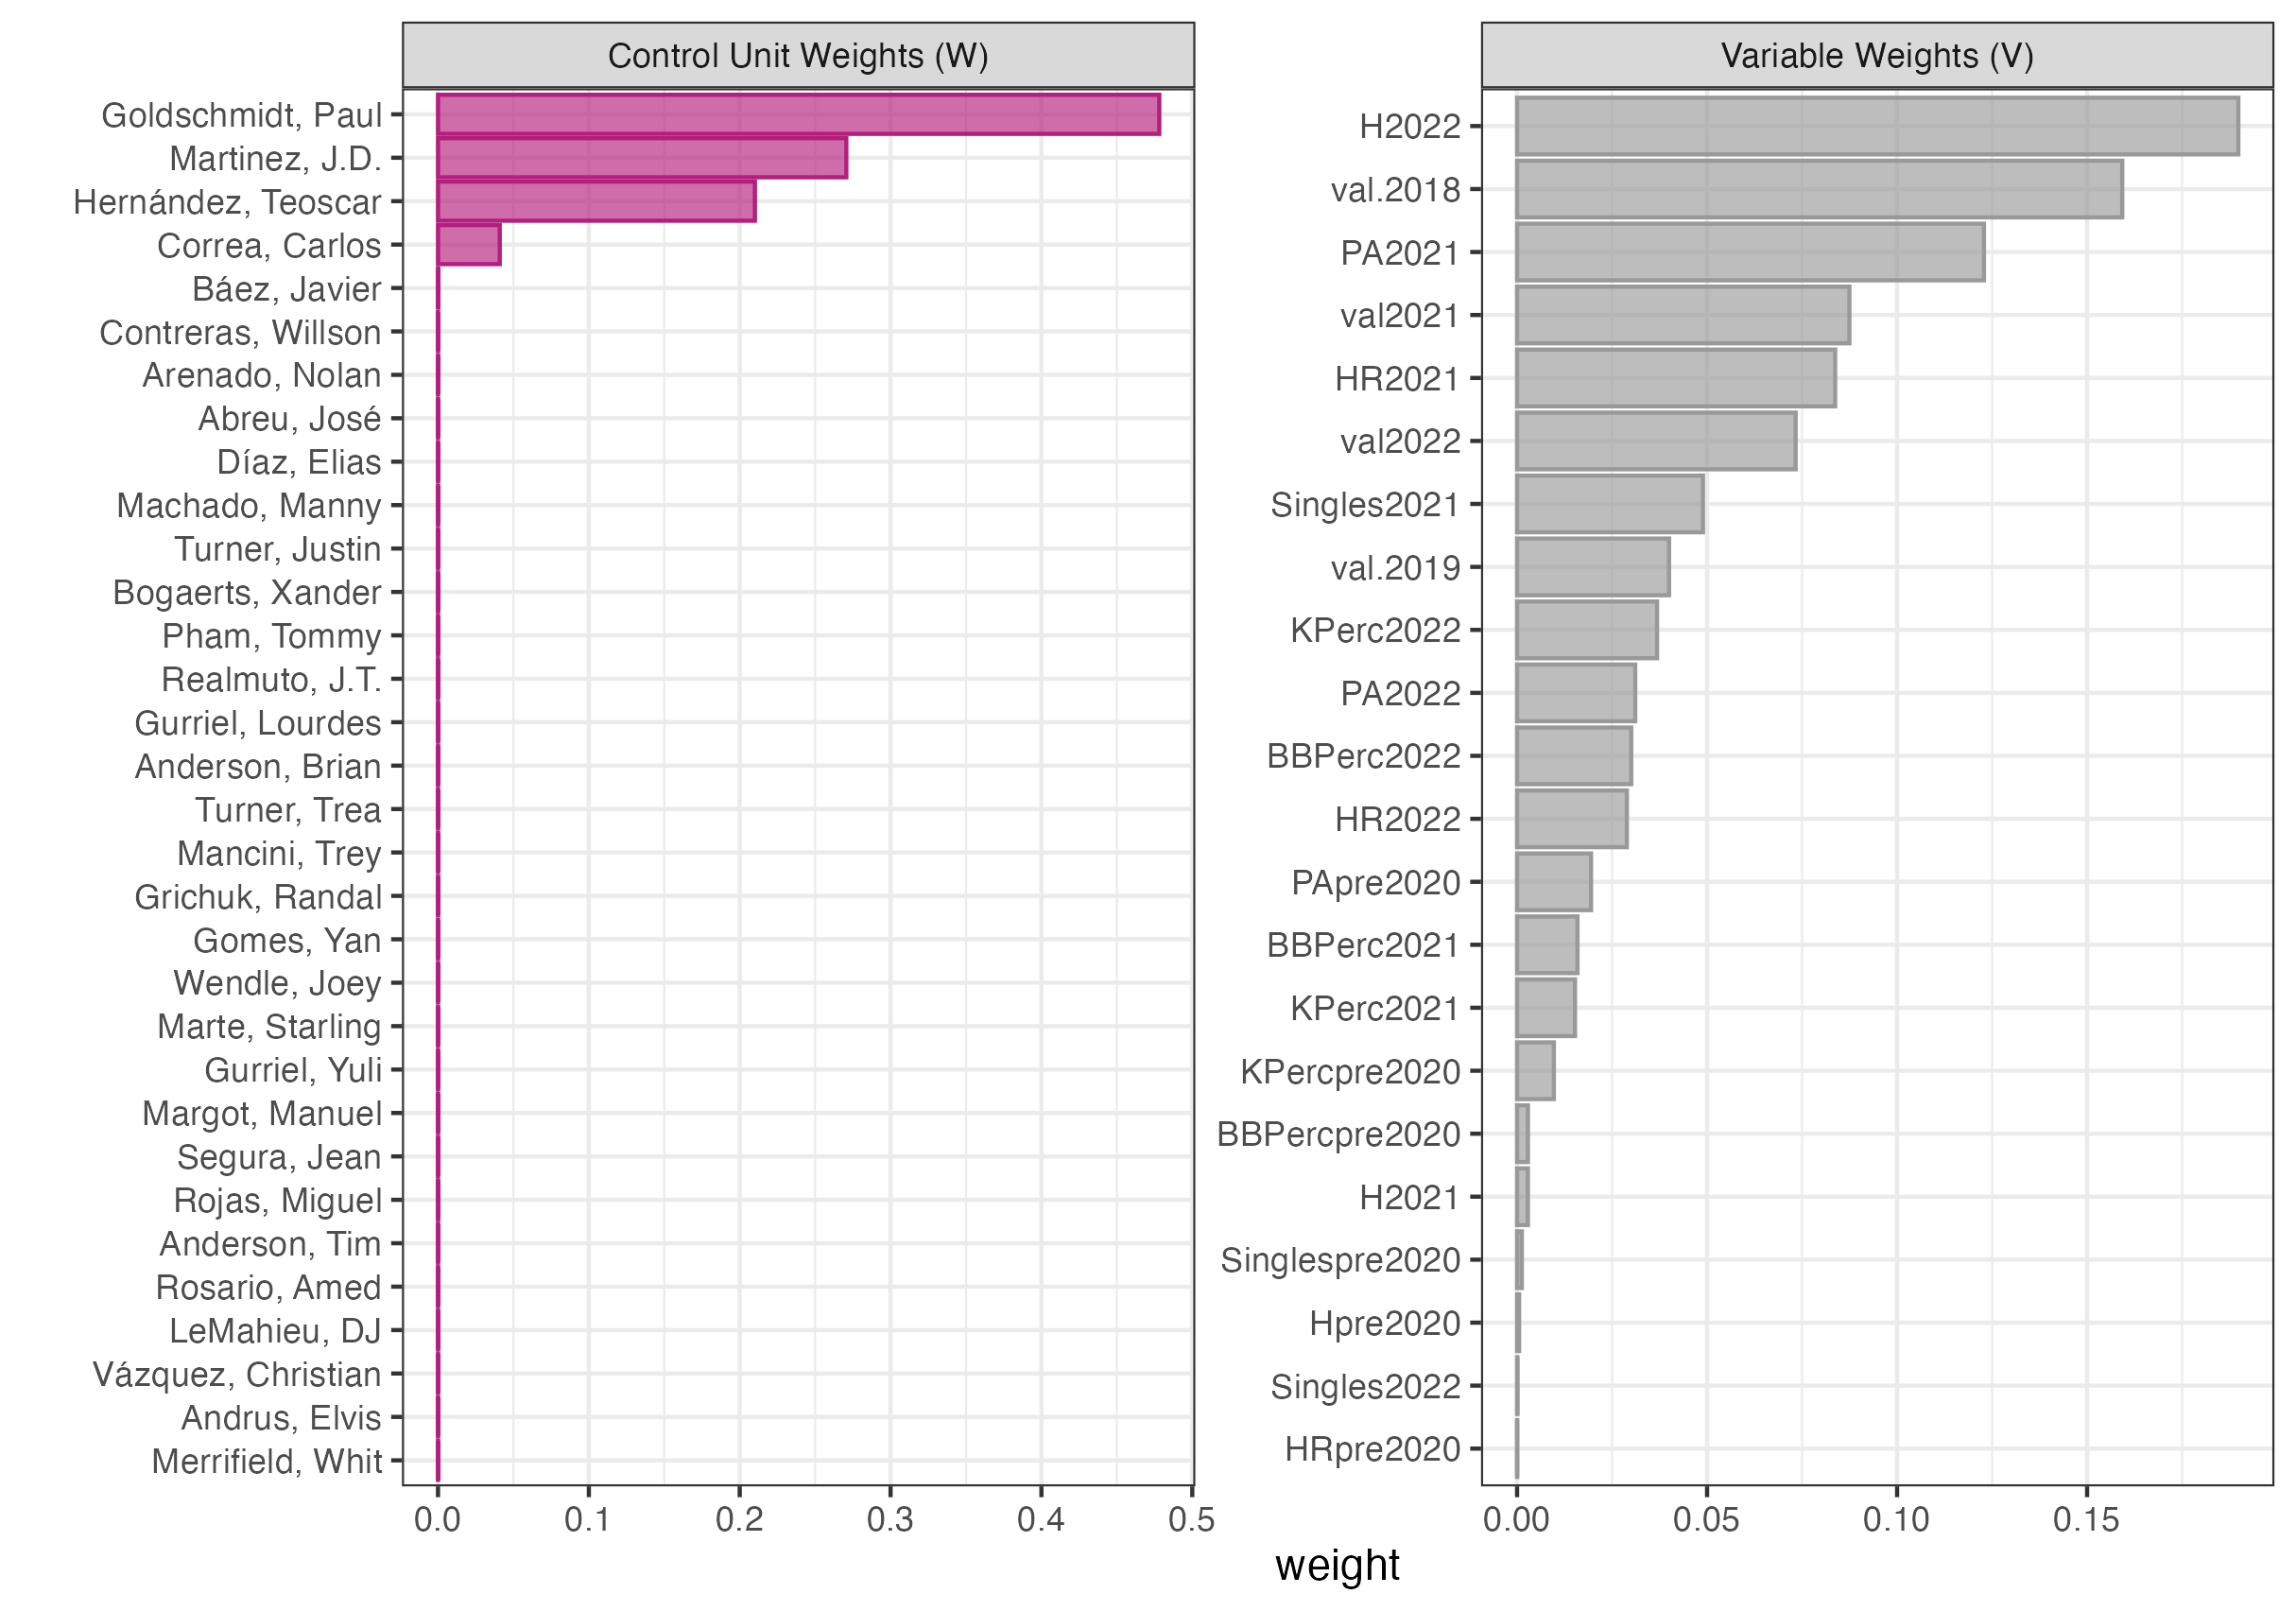 Control Unit Weights (W)
Goldschmidt, Paul
Martinez, J.D.
Hernández, Teoscar
Correa, Carlos
Báez, Javier
Contreras, Willson
Arenado, Nolan
Abreu, José
Díaz, Elias
Machado, Manny
Turner, Justin
Bogaerts, Xander
Pham, Tommy
Realmuto, J.T.
Gurriel, Lourdes
Anderson, Brian
Turner, Trea
Mancini, Trey
Grichuk, Randal
Gomes, Yan
Wendle, Joey
Marte, Starling
Gurriel, Yuli
Margot, Manuel
Segura, Jean
Rojas, Miguel
Anderson, Tim
Rosario, Amed
LeMahieu, DJ
Vázquez, Christian
Andrus, Elvis
Merrifield, Whit
0.0 0.1 0.2 0.3 0.4 0.5
Variable Weights (V)
H2022
val.2018
PA2021
val2021
HR2021
val2022
Singles2021
val.2019
KPerc2022
PA2022
BBPerc2022
HR2022
PApre2020
BBPerc2021
KPerc2021
KPercpre2020
BBPercpre2020
H2021
Singlespre2020
Hpre2020
Singles2022
HRpre2020
0.00 0.05 0.10 0.15
weight